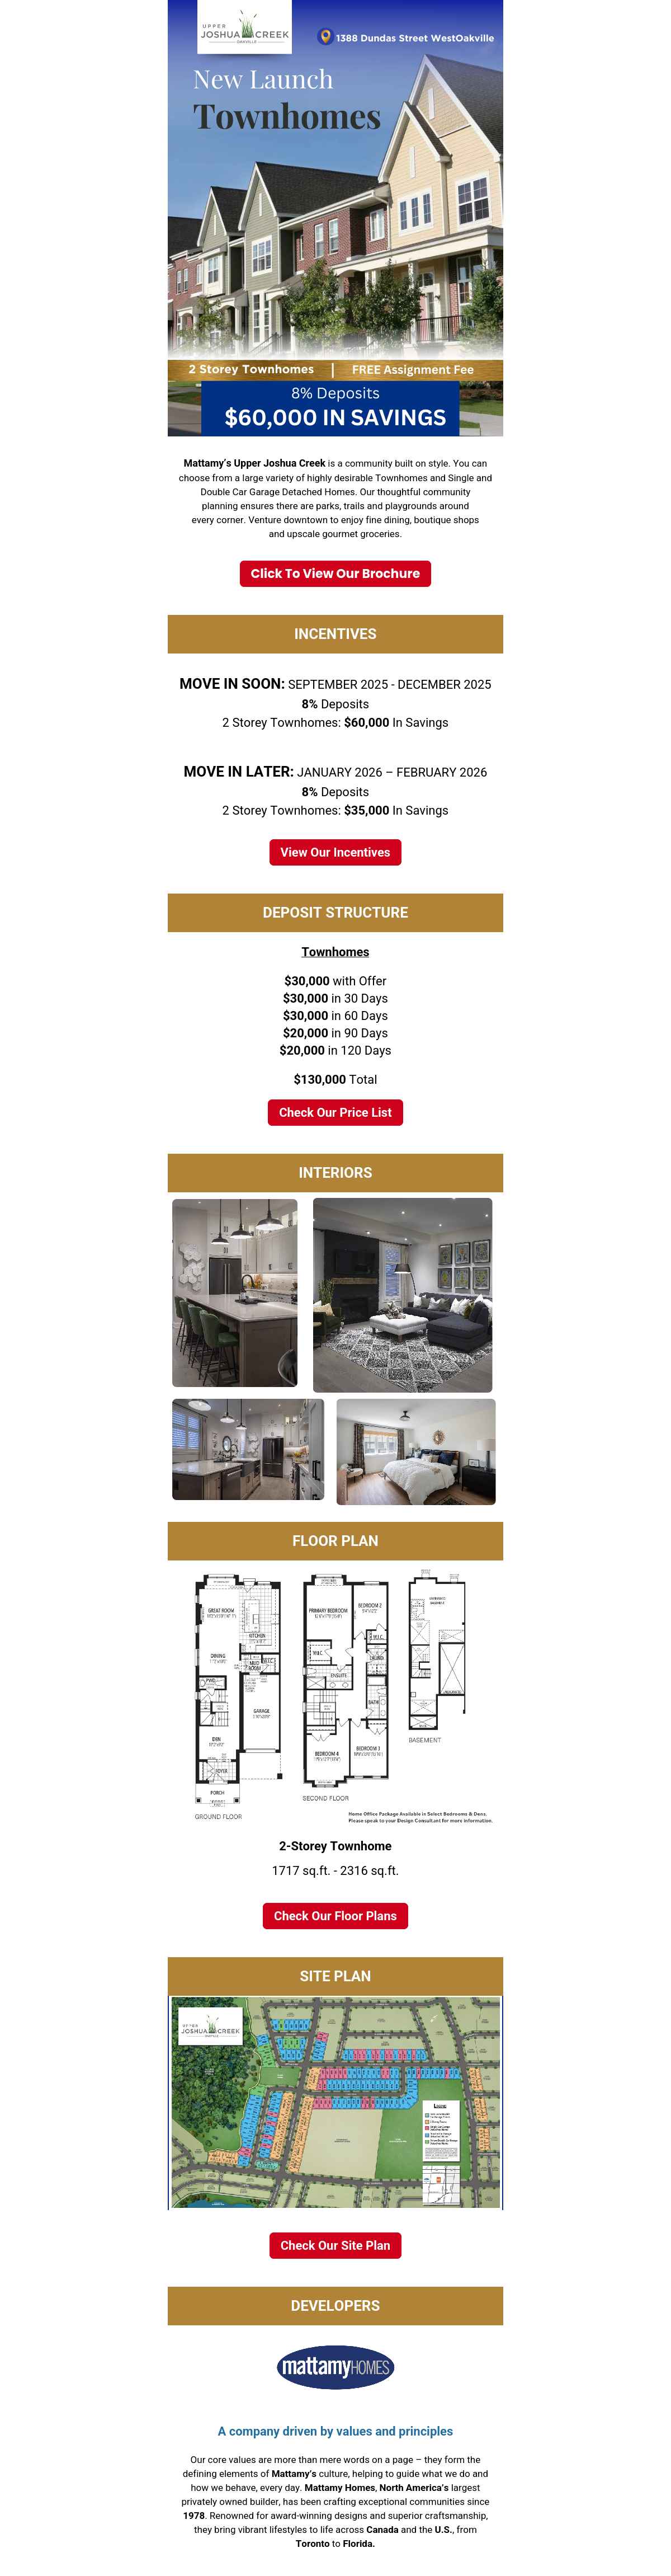 UPPER
JOSHUA CREEK
OAKVILLE
1388 Dundas Street WestOakville
New Launch
Townhomes
2 Storey Townhomes | FREE Assignment Fee
8% Deposits
$60,000 IN SAVINGS
Mattamy's Upper Joshua Creek is a community built on style. You can
choose from a large variety of highly desirable Townhomes and Single and
Double Car Garage Detached Homes. Our thoughtful community
planning ensures there are parks, trails and playgrounds around
every corner. Venture downtown to enjoy fine dining, boutique shops
and upscale gourmet groceries.
Click To View Our Brochure
INCENTIVES
MOVE IN SOON: SEPTEMBER 2025 - DECEMBER 2025
8% Deposits
2 Storey Townhomes: $60,000 In Savings
MOVE IN LATER: JANUARY 2026 – FEBRUARY 2026
8% Deposits
2 Storey Townhomes: $35,000 In Savings
View Our Incentives
DEPOSIT STRUCTURE
Townhomes
$30,000 with Offer
$30,000 in 30 Days
$30,000 in 60 Days
$20,000 in 90 Days
$20,000 in 120 Days
$130,000 Total
Check Our Price List
INTERIORS
FLOOR PLAN
GREAT ROOM
KITCHEN
DINING
MUD ROOM
GARAGE
DEN
FOYER
PORCH
GROUND FLOOR
PRIMARY BEDROOM
BEDROOM 2
W.I.C.
W.I.C.
ENSUITE
BATH
BEDROOM 4
BEDROOM 3
SECOND FLOOR
BASEMENT
Home Office Package Available in Select Bedrooms & Dens.
Please speak to your Design Consultant for more information.
2-Storey Townhome
1717 sq.ft. - 2316 sq.ft.
Check Our Floor Plans
SITE PLAN
UPPER
JOSHUA CREEK
Check Our Site Plan
DEVELOPERS
mattamyHOMES
A company driven by values and principles
Our core values are more than mere words on a page – they form the
defining elements of Mattamy's culture, helping to guide what we do and
how we behave, every day. Mattamy Homes, North America's largest
privately owned builder, has been crafting exceptional communities since
1978. Renowned for award-winning designs and superior craftsmanship,
they bring vibrant lifestyles to life across Canada and the U.S., from
Toronto to Florida.